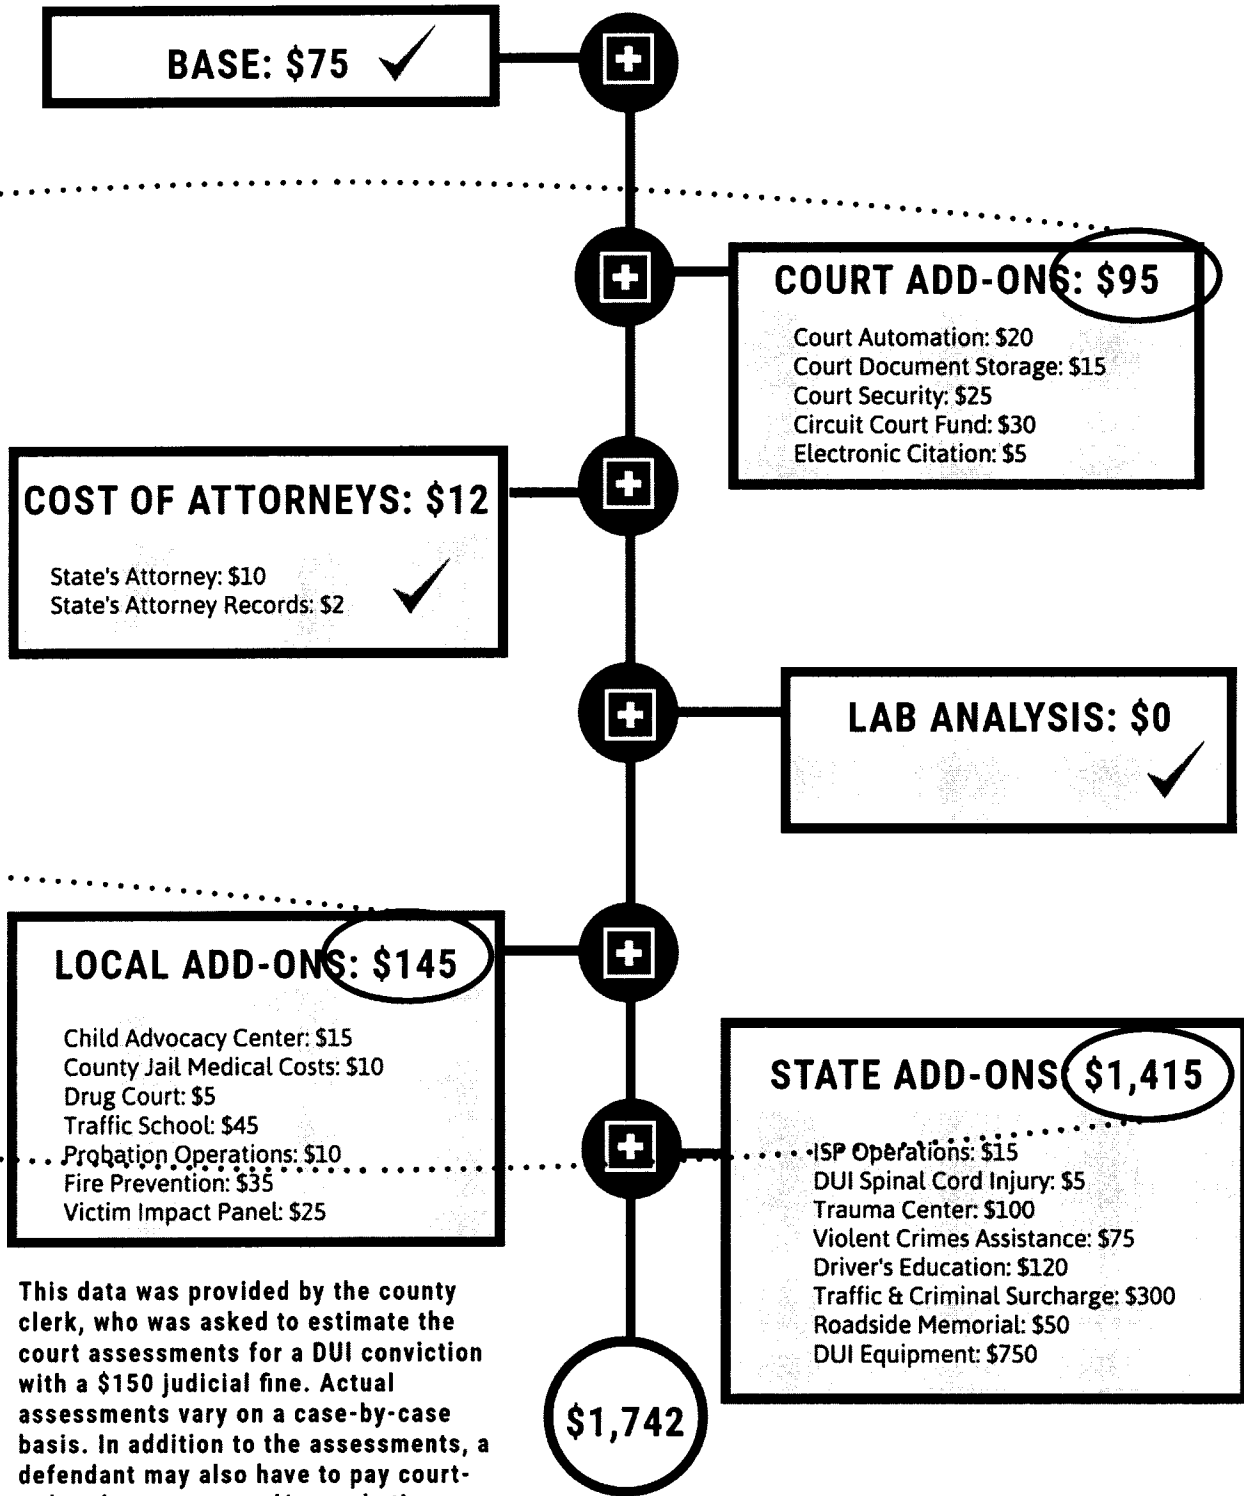 BASE: $75
COURT ADD-ONS: $95
Court Automation: $20
Court Document Storage: $15
Court Security: $25
Circuit Court Fund: $30
Electronic Citation: $5
COST OF ATTORNEYS: $12
State's Attorney: $10
State's Attorney Records: $2
LAB ANALYSIS: $0
LOCAL ADD-ONS: $145
Child Advocacy Center: $15
County Jail Medical Costs: $10
Drug Court: $5
Traffic School: $45
Probation Operations: $10
Fire Prevention: $35
Victim Impact Panel: $25
STATE ADD-ONS: $1,415
ISP Operations: $15
DUI Spinal Cord Injury: $5
Trauma Center: $100
Violent Crimes Assistance: $75
Driver's Education: $120
Traffic & Criminal Surcharge: $300
Roadside Memorial: $50
DUI Equipment: $750
This data was provided by the county
clerk, who was asked to estimate the
court assessments for a DUI conviction
with a $150 judicial fine. Actual
assessments vary on a case-by-case
basis. In addition to the assessments, a
defendant may also have to pay court-
$1,742